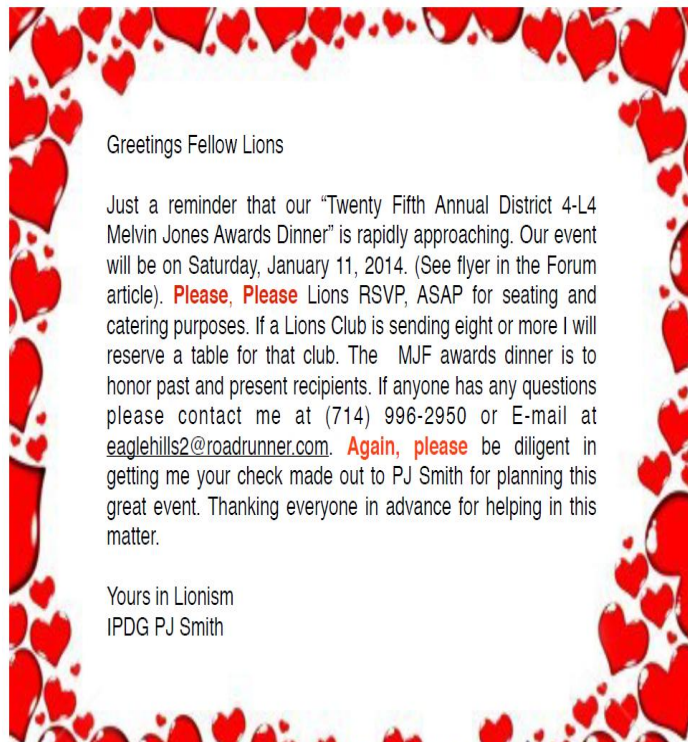 Greetings Fellow Lions
Just a reminder that our “Twenty Fifth Annual District 4-L4
Melvin Jones Awards Dinner” is rapidly approaching. Our event
will be on Saturday, January 11, 2014. (See flyer in the Forum
article). Please, Please Lions RSVP, ASAP for seating and
catering purposes. If a Lions Club is sending eight or more I will
reserve a table for that club. The MJF awards dinner is to
honor past and present recipients. If anyone has any questions
please contact me at (714) 996-2950 or E-mail at
eaglehills2@roadrunner.com. Again, please be diligent in
getting me your check made out to PJ Smith for planning this
great event. Thanking everyone in advance for helping in this
matter.
Yours in Lionism
IPDG PJ Smith